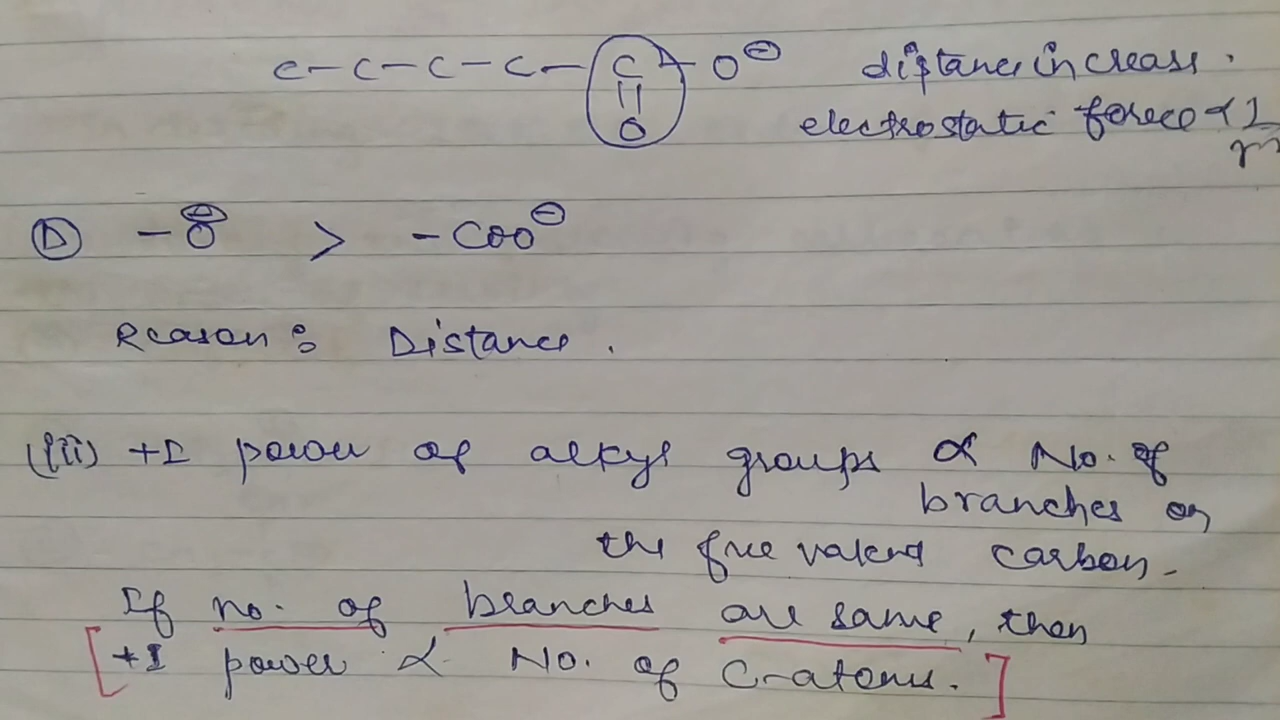 C-C-C-C-C-O⊖ distance increass.
||
O
electrostatic force ∝ 1/r
D -O⊖ > -COO⊖
Reason: Distance.
(iii) +I power of alkyl groups ∝ No. of
branches on
the free valent carbon.
If no. of branches are same, then
[+I power ∝ No. of C-atoms.]